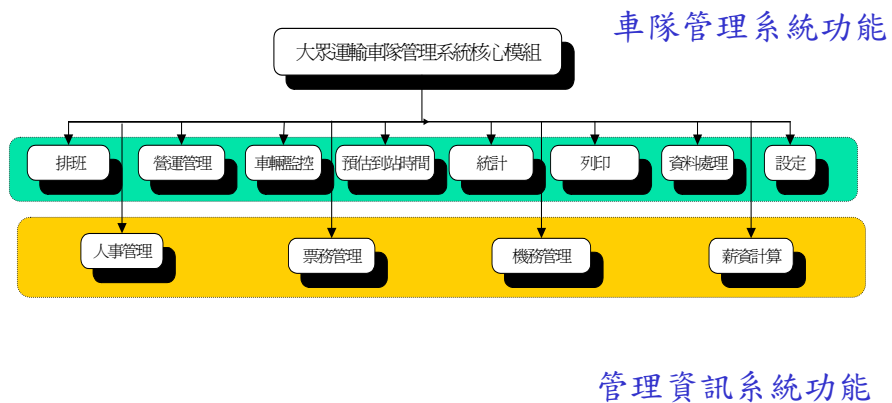 車隊管理系統功能
大眾運輸車隊管理系統核心模組
排班
營運管理
車輛監控
預估到站時間
統計
列印
資料處理
設定
人事管理
票務管理
機務管理
薪資計算
管理資訊系統功能